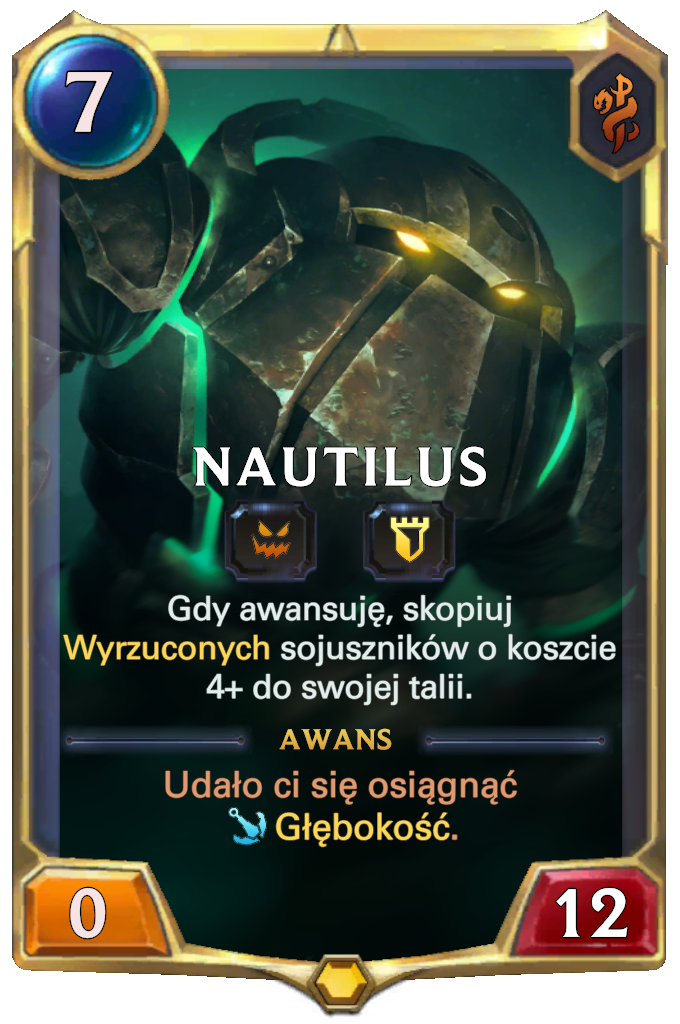 7
NAUTILUS
Gdy awansuję, skopiuj
Wyrzuconych sojuszników o koszcie
4+ do swojej talii.
AWANS
Udało ci się osiągnąć
Głębokość.
0
12